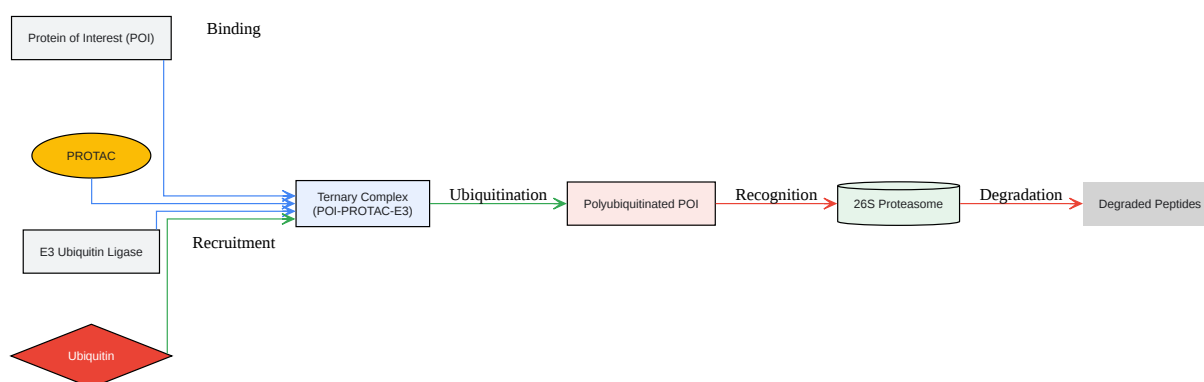 Protein of Interest (POI)
Binding
PROTAC
Ternary Complex
(POI-PROTAC-E3)
Ubiquitination
Polyubiquitinated POI
Recognition
26S Proteasome
Degradation
Degraded Peptides
E3 Ubiquitin Ligase
Recruitment
Ubiquitin